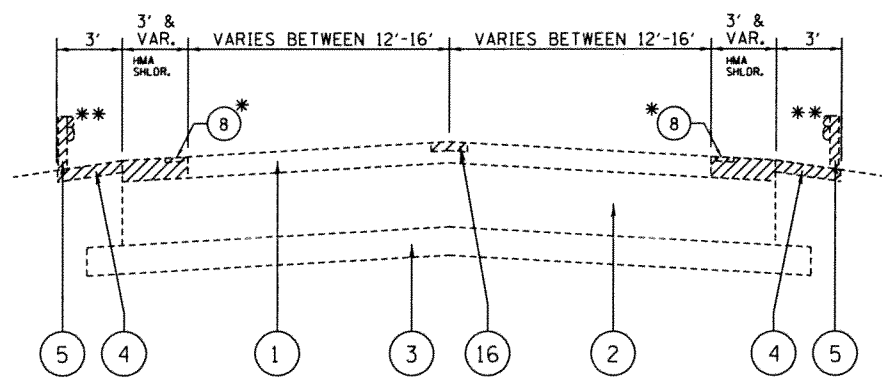 3' &
3' &
3'
VAR.
VARIES BETWEEN 12'-16'
VARIES BETWEEN 12'-16'
VAR.
3'
HMA
SHLDR.
HMA
SHLDR.
**
8*
*8
**
5
4
1
3
16
2
4
5